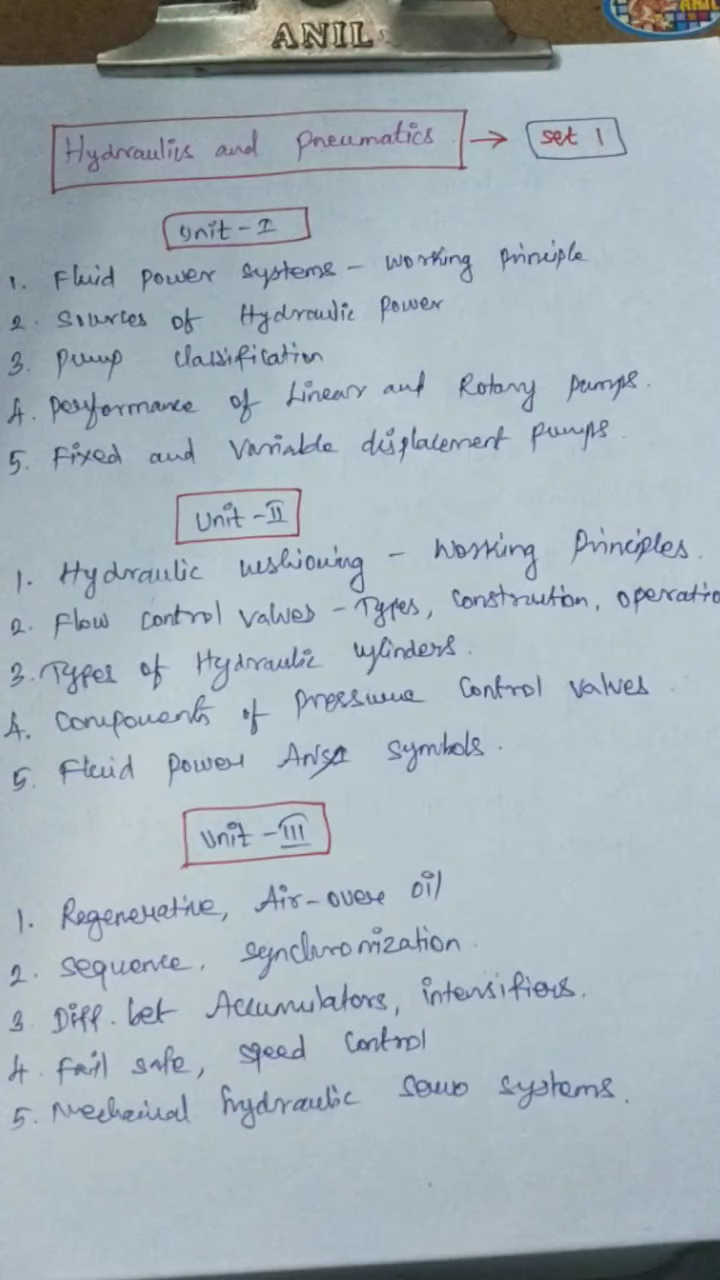 ANIL
ANIL
Hydraulics and Pneumatics → set 1
Unit - I
1. Fluid power systems - working principle
2. Sources of Hydraulic Power
3. Pump classification
4. Performance of Linear and Rotary pumps.
5. Fixed and Variable displacement pumps.
Unit - II
1. Hydraulic cushioning - Working Principles.
2. Flow control valves - Types, construction, operatio
3. Types of Hydraulic cylinders.
4. Components of Pressure Control valves.
5. Fluid power ANSI symbols.
Unit - III
1. Regenerative, Air-over oil
2. sequence, synchronization.
3. Diff. bet Accumulators, intensifiers.
4. Fail safe, speed control
5. Mechanical hydraulic servo systems.